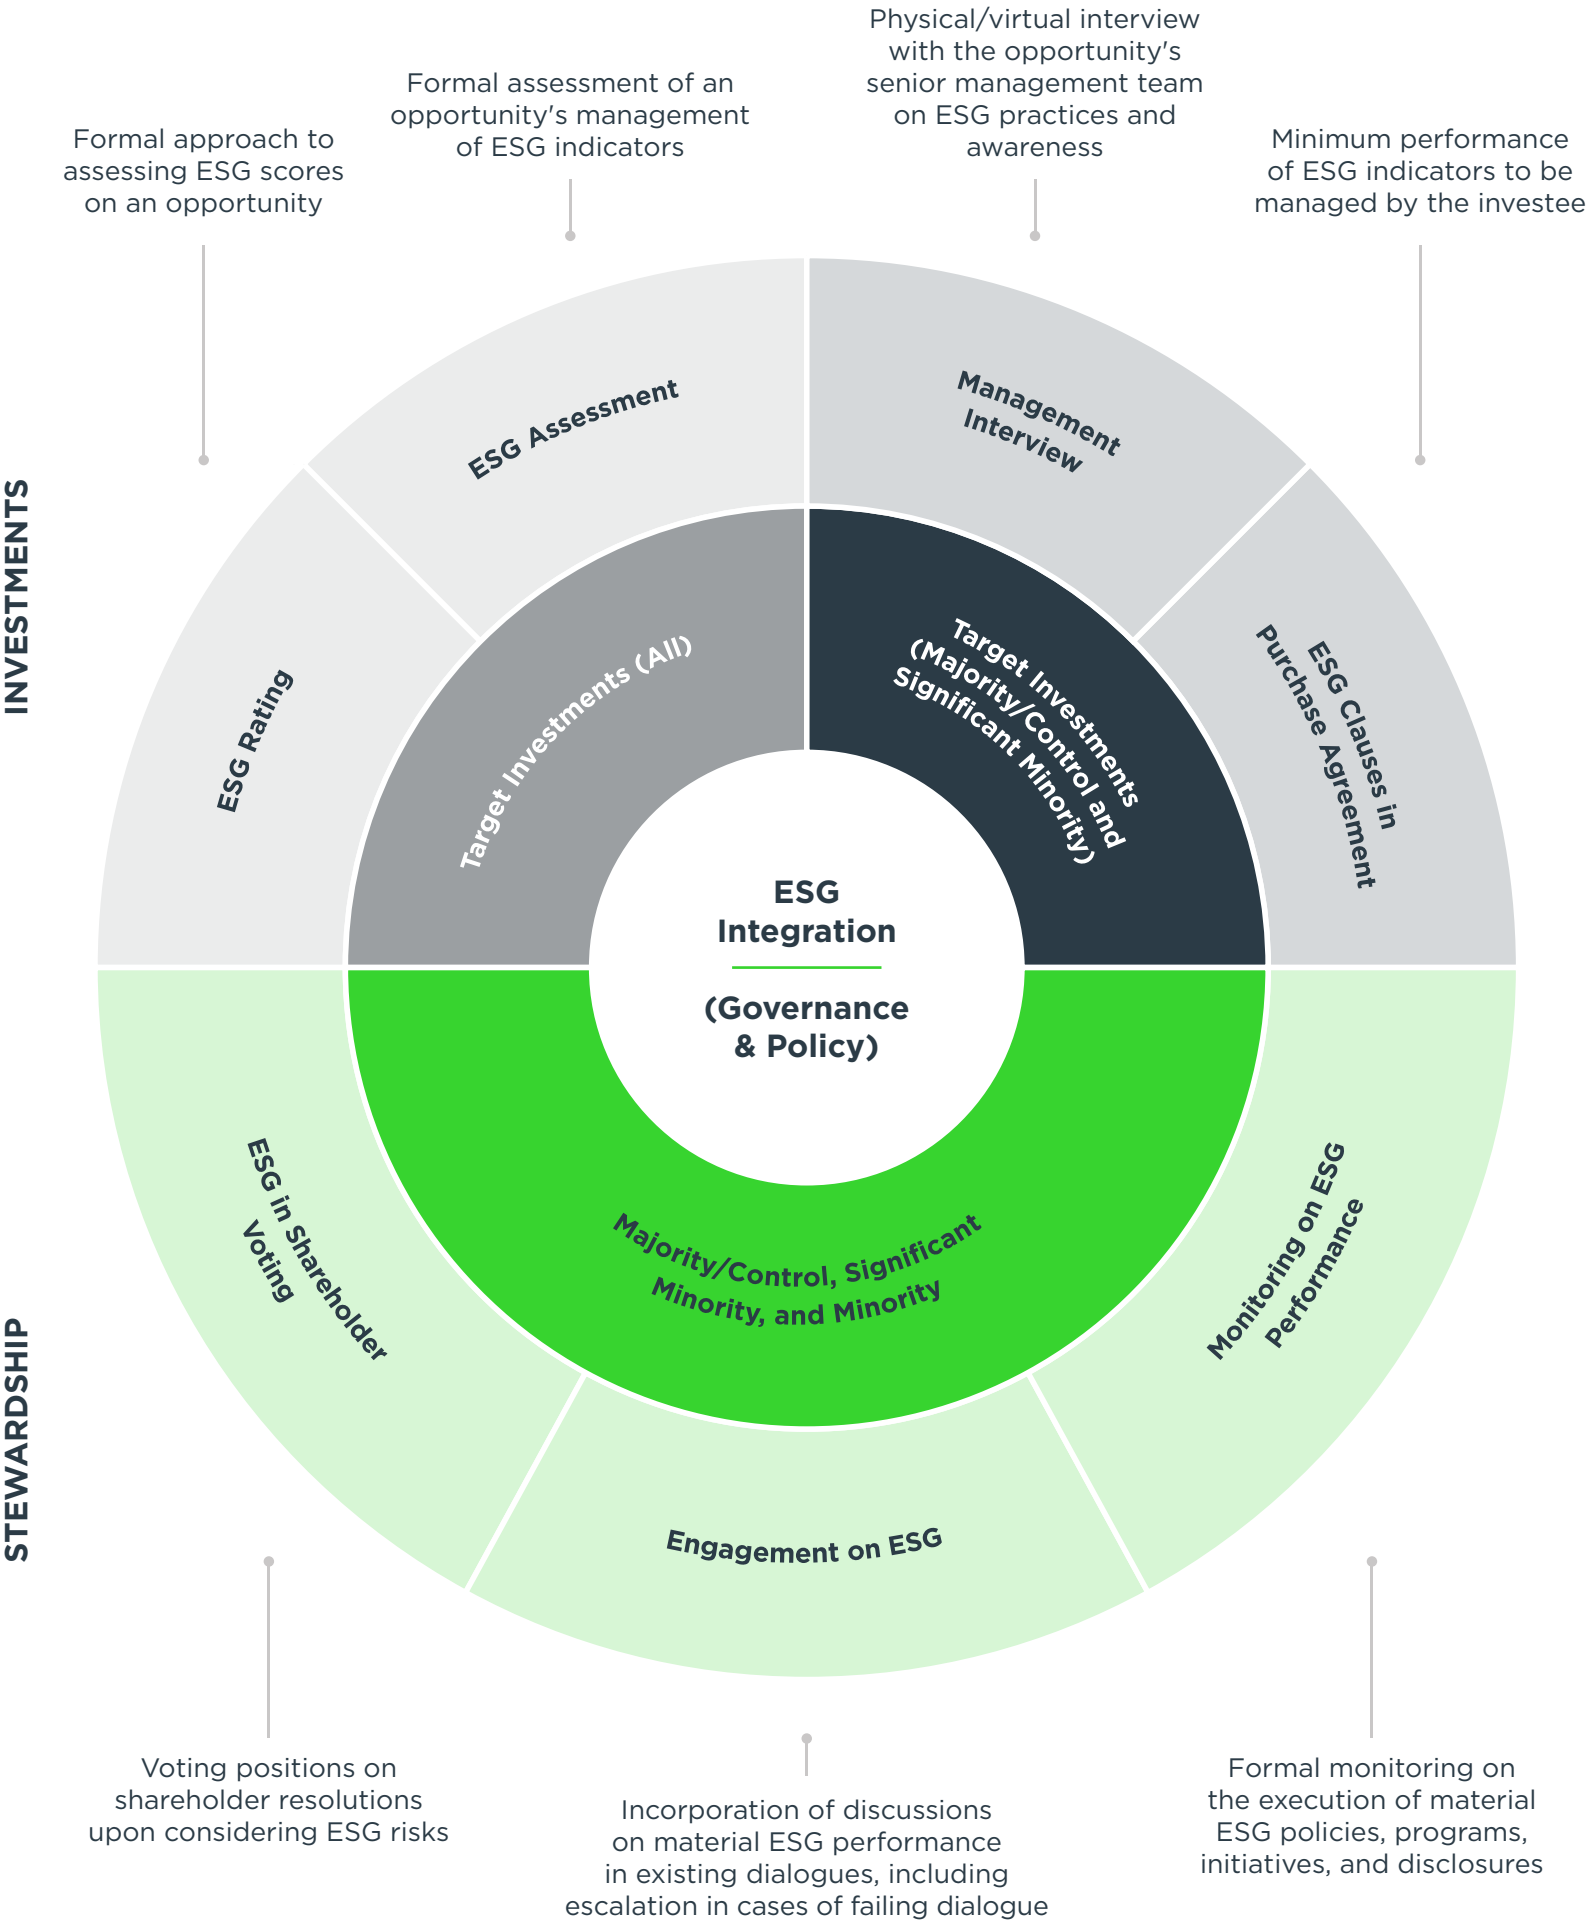 Physical/virtual interview
with the opportunity's
senior management team
on ESG practices and
awareness
Formal assessment of an
opportunity's management
of ESG indicators
Formal approach to
assessing ESG scores
on an opportunity
Minimum performance
of ESG indicators to be
managed by the investee
INVESTMENTS
ESG Rating
ESG Assessment
Management
Interview
ESG Clauses in
Purchase Agreement
Target Investments (All)
Target Investments
(Majority/Control and
Significant Minority)
ESG
Integration
(Governance
& Policy)
STEWARDSHIP
Majority/Control, Significant
Minority, and Minority
ESG in Shareholder
Voting
Engagement on ESG
Monitoring on ESG
Performance
Voting positions on
shareholder resolutions
upon considering ESG risks
Incorporation of discussions
on material ESG performance
in existing dialogues, including
escalation in cases of failing dialogue
Formal monitoring on
the execution of material
ESG policies, programs,
initiatives, and disclosures